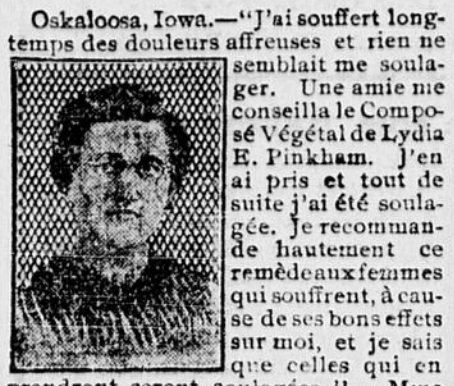 Oskaloosa, Iowa.—“J'ai souffert long-
temps des douleurs affreuses et rien ne
semblait me soula-
ger. Une amie me
conseilla le Compo-
sé Végétal de Lydia
E. Pinkham. J'en
ai pris et tout de
suite j'ai été soula-
gée. Je recomman-
de hautement ce
remède aux femmes
qui souffrent, à cau-
se de ses bons effets
sur moi, et je sais
que celles qui en